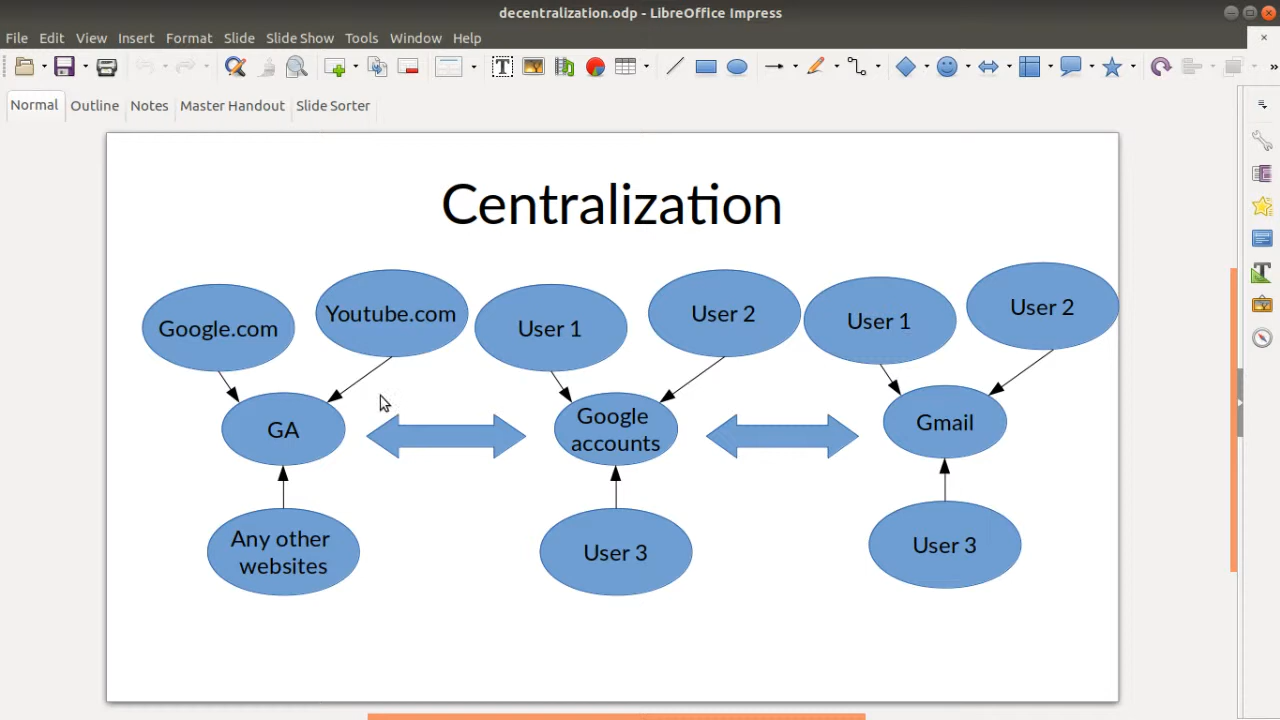 decentralization.odp - LibreOffice Impress
File Edit View Insert Format Slide Slide Show Tools Window Help
Normal Outline Notes Master Handout Slide Sorter
Centralization
Google.com
Youtube.com
User 1
User 2
User 1
User 2
GA
Google
accounts
Gmail
Any other
websites
User 3
User 3